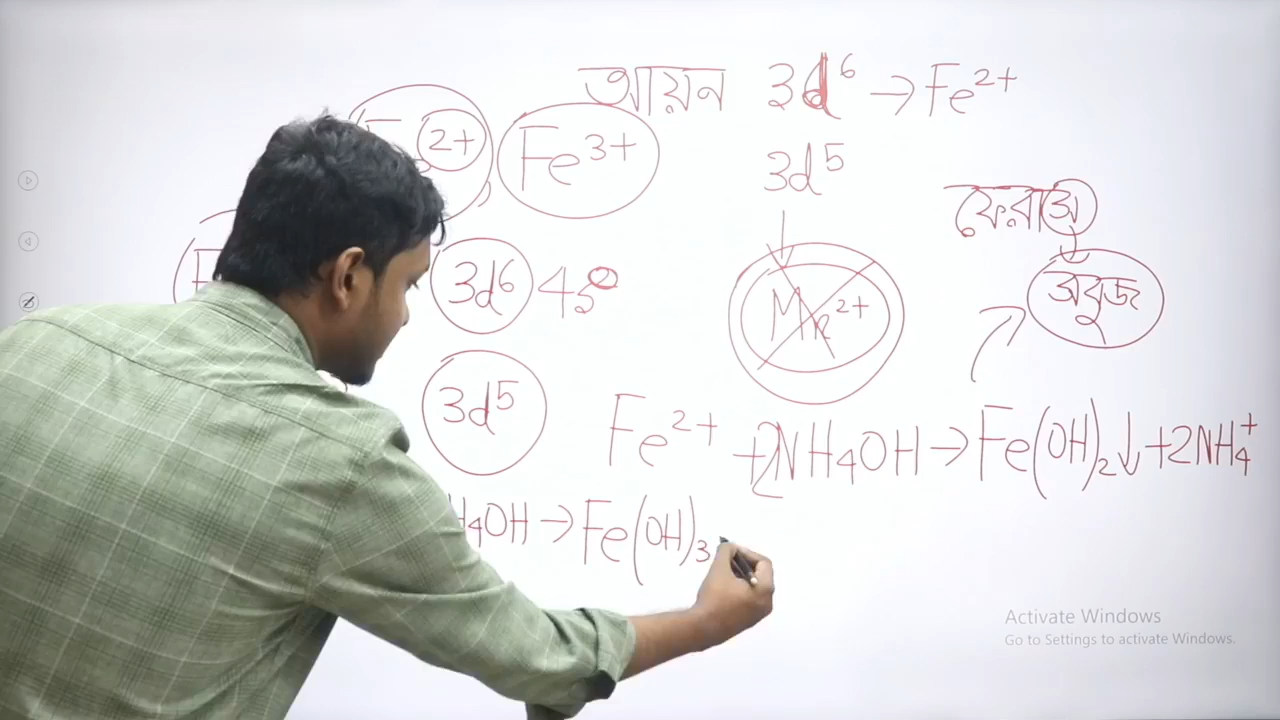 আয়ন 3d⁶ → Fe²⁺
2+
Fe³⁺
3d⁵
ফেরাস
3d⁶ 4s⁰
Mn²⁺
সবুজ
3d⁵
Fe²⁺ + 2NH₄OH → Fe(OH)₂↓ + 2NH₄⁺
H₄OH → Fe(OH)₃
Activate Windows
Go to Settings to activate Windows.